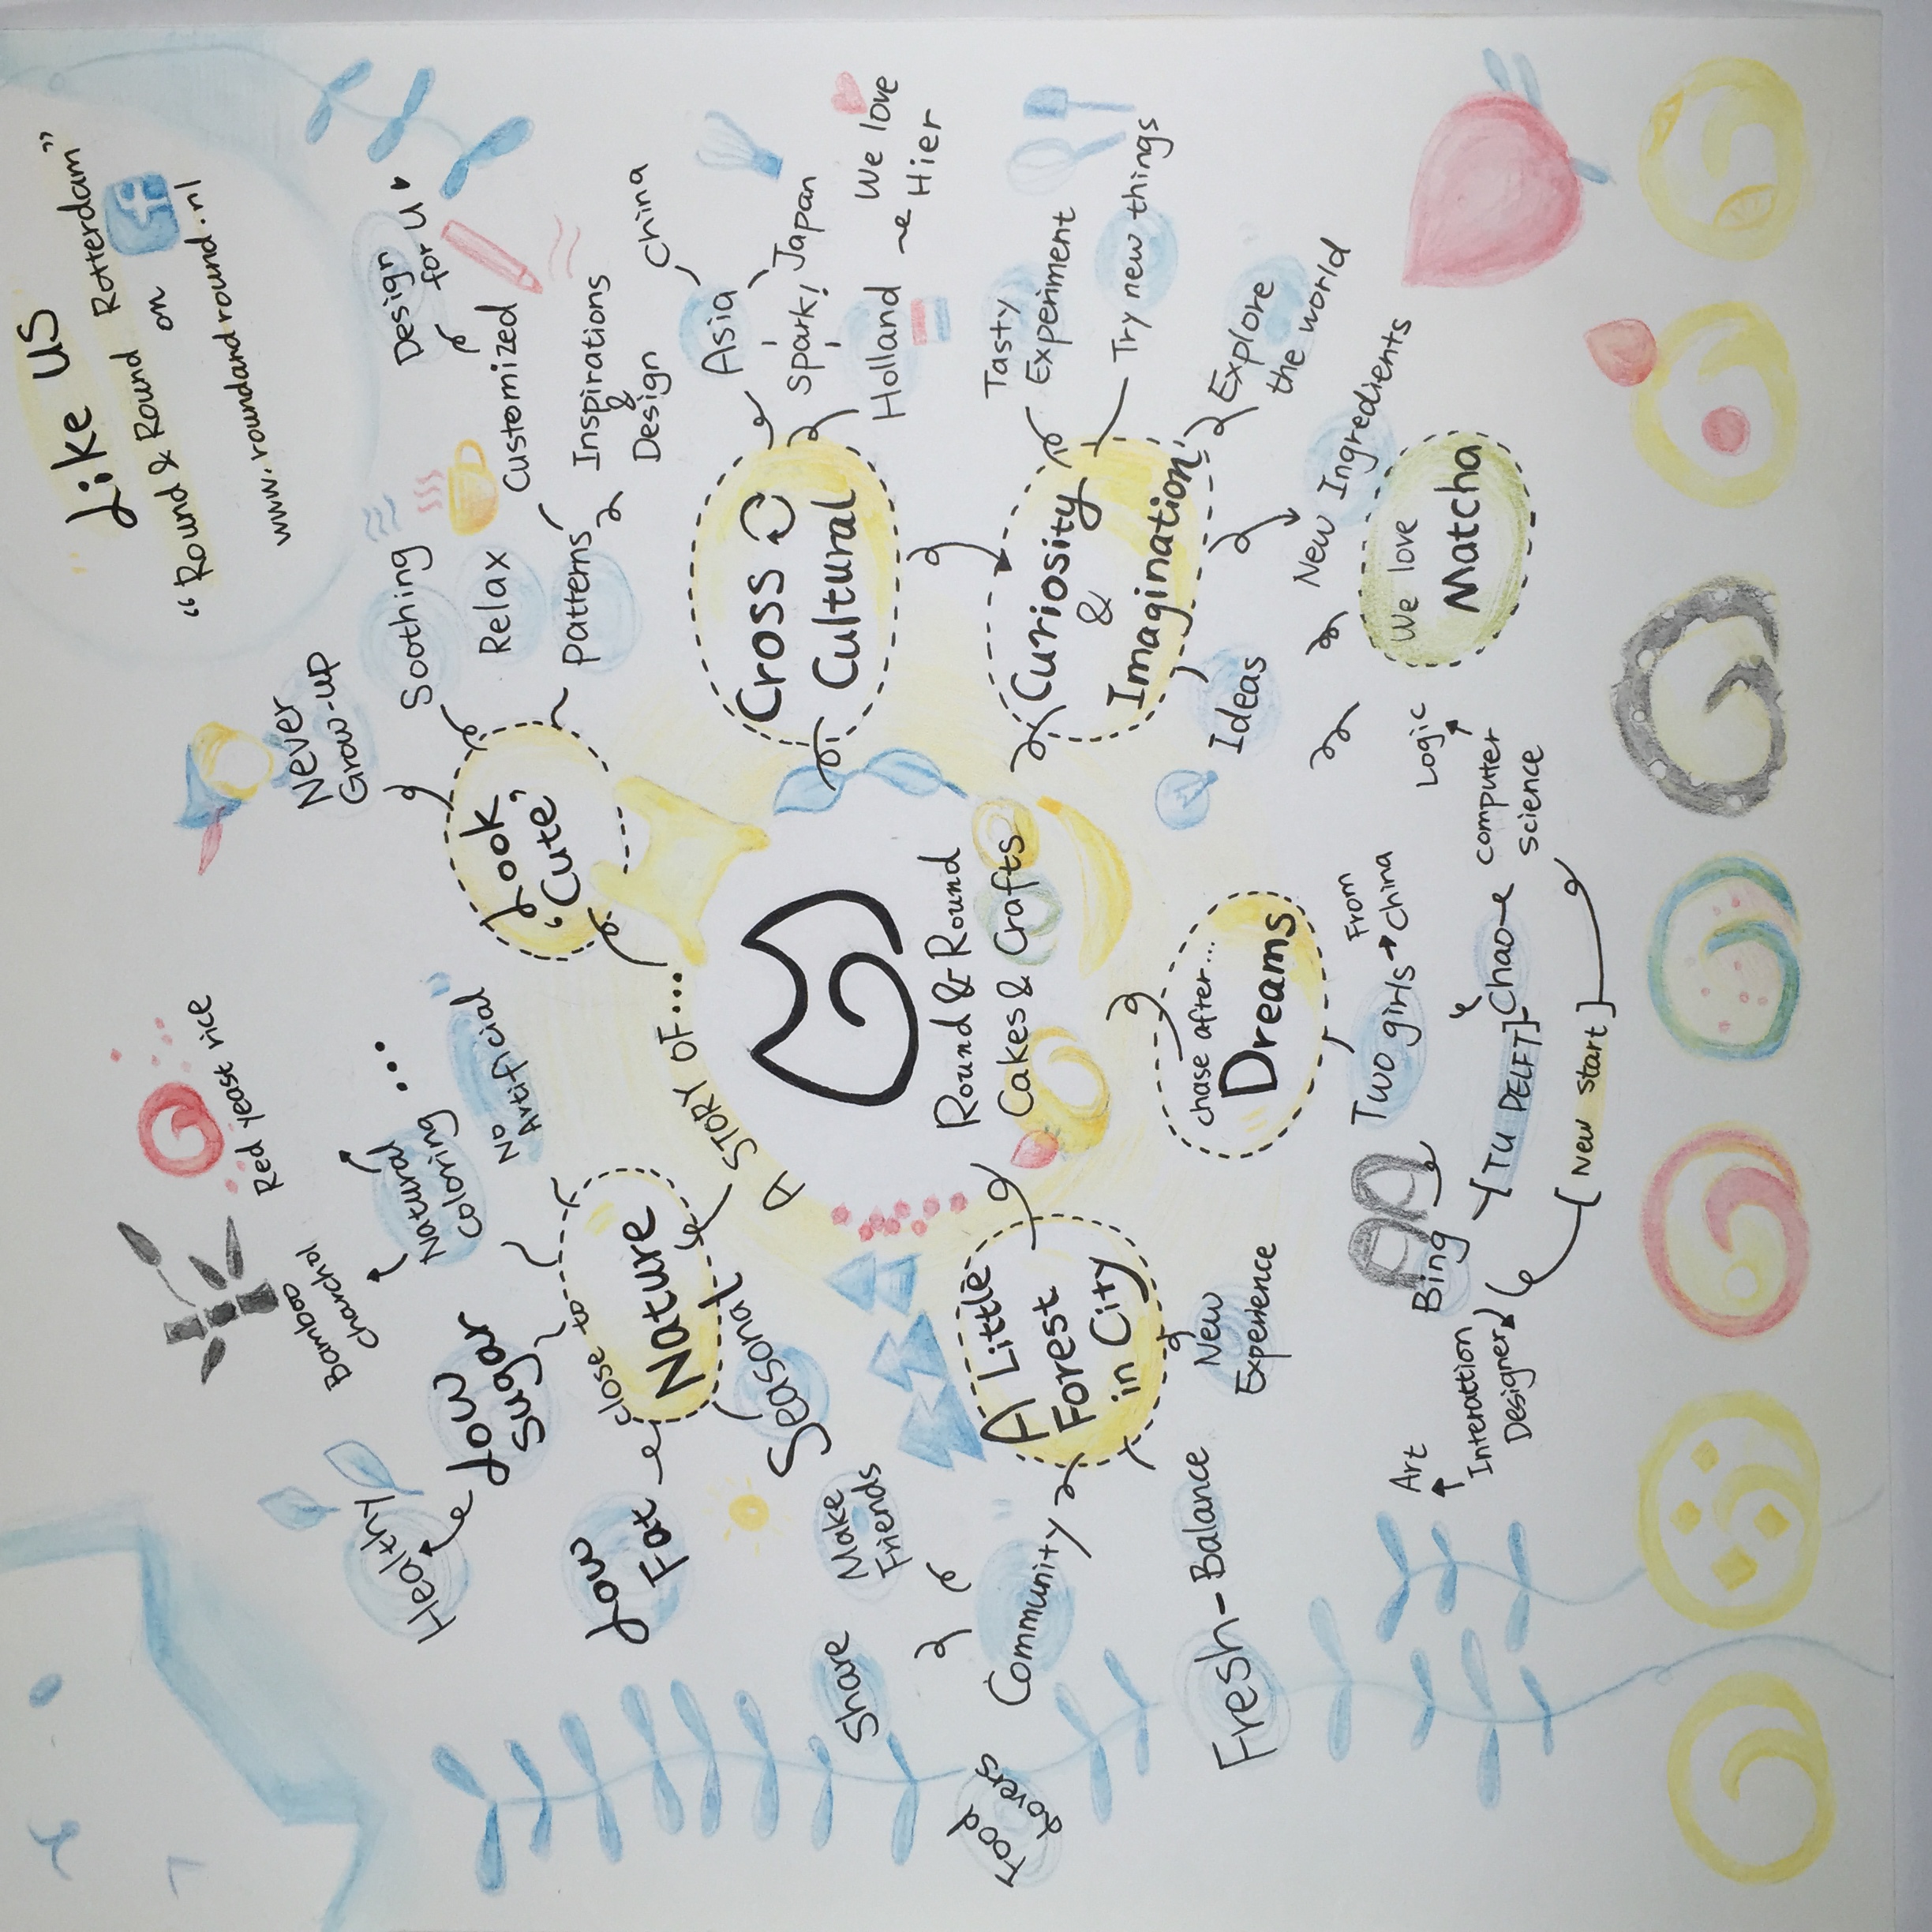 Like us
"Round & Round Rotterdam"
on f
www.roundandround.nl
Bamboo
charchol
Red yeast rice
Healthy
Low
sugar
Natural
coloring
...
No
Artificial
Low
Fat
close to
Nature
Seasonal
Never
Grow-up
Look
'Cute'
Soothing
Relax
Patterns
Customized
Design
for U
Inspirations
&
Design
A STORY OF...
Round & Round
Cakes & Crafts
Cross
Cultural
Asia
China
Japan
Spark!
Holland
We love
Hier
Curiosity
&
Imagination
Tasty
Experiment
Try new things
Explore
the world
New Ingredients
Ideas
We love
Matcha
chase after...
Dreams
Two girls
From
China
Bing
Interattion
Designer
Art
[TU DELFT]
Chao
computer
science
Logic
[New start]
A Little
Forest
in City
Share
Make
Friends
Community
Food
Lovers
Fresh-Balance
New
Experience